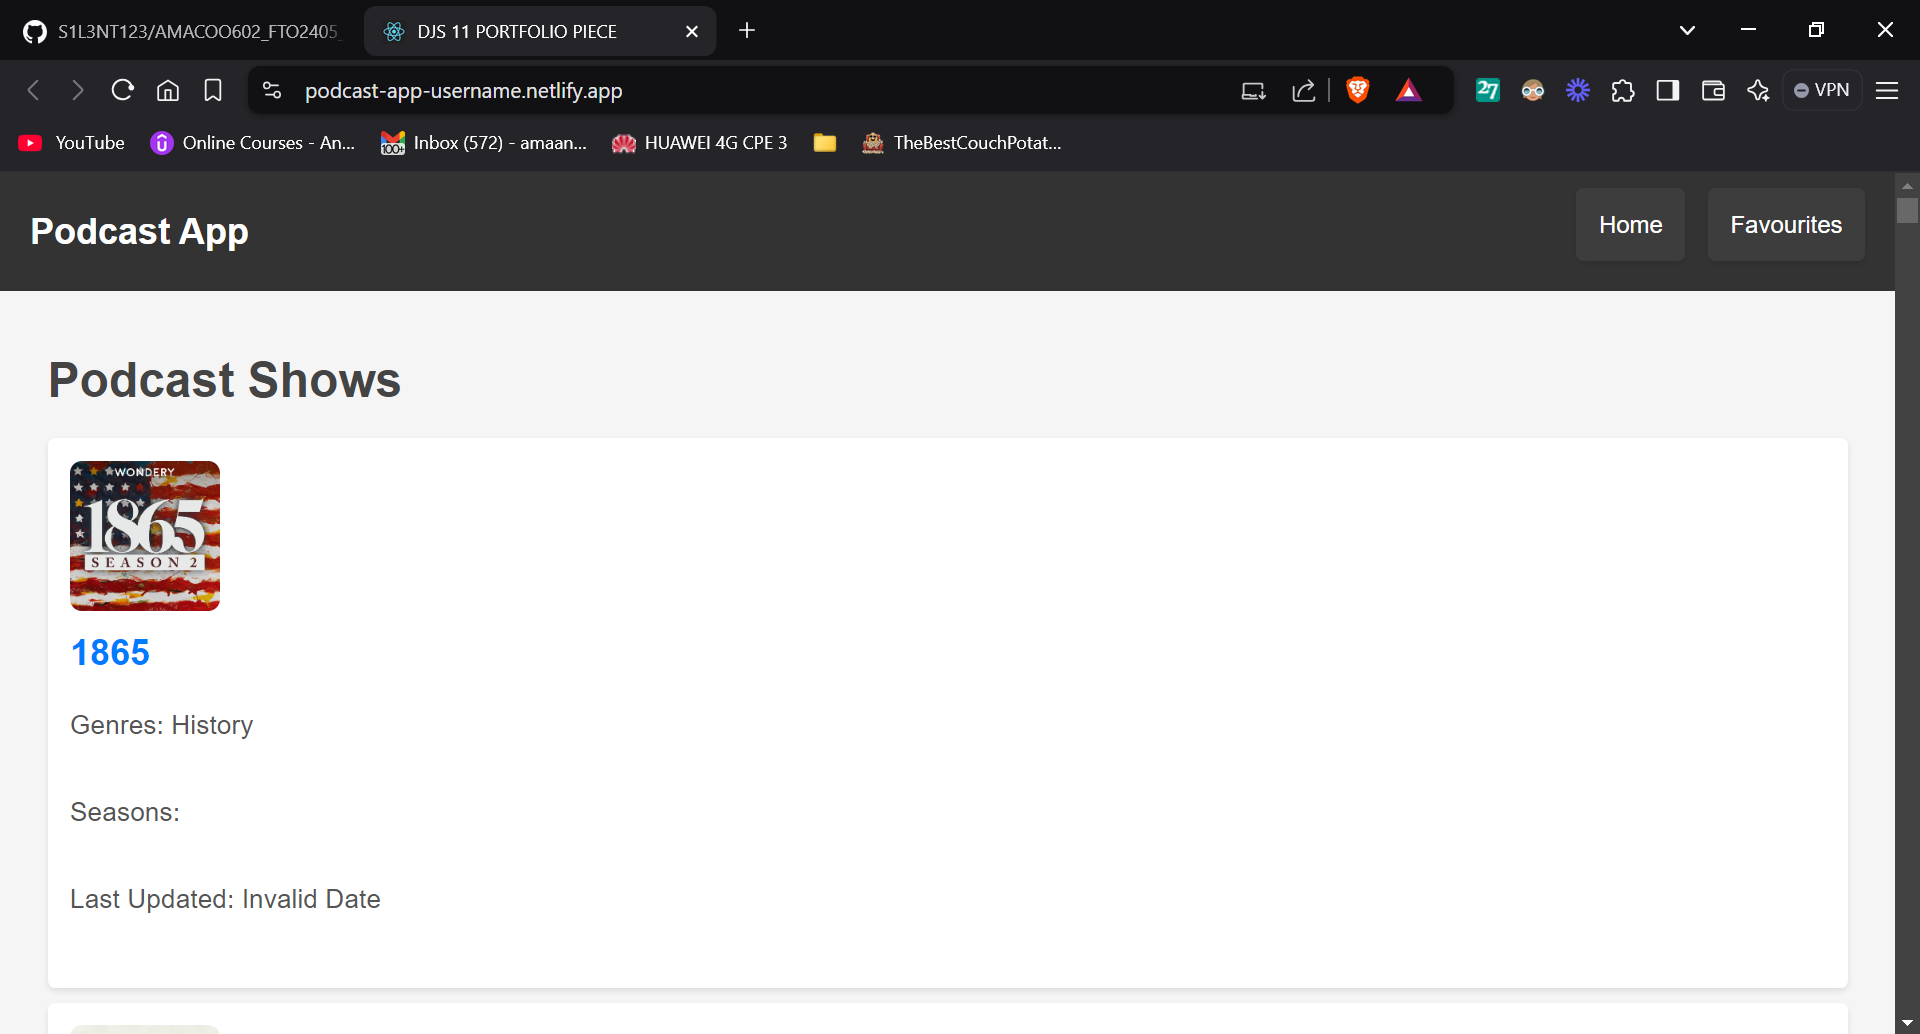 S1L3NT123/AMACOO602_FTO2405_
DJS 11 PORTFOLIO PIECE
podcast-app-username.netlify.app
27
VPN
YouTube
Online Courses - An...
100+
Inbox (572) - amaan...
HUAWEI 4G CPE 3
TheBestCouchPotat...
Podcast App
Home
Favourites
Podcast Shows
WONDERY
1865
SEASON 2
1865
Genres: History
Seasons:
Last Updated: Invalid Date